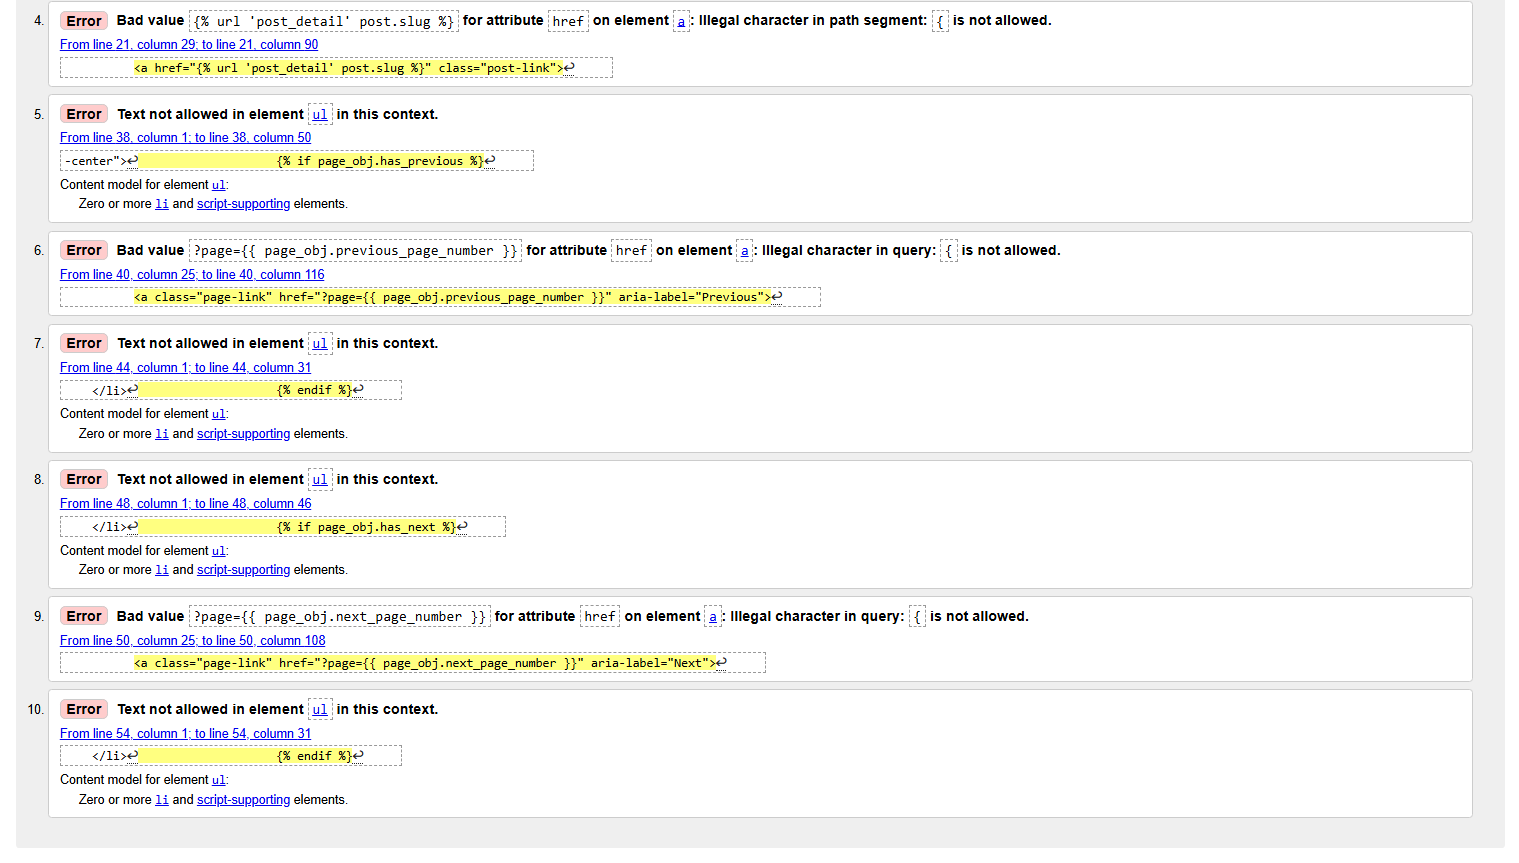 4. Error Bad value {% url 'post_detail' post.slug %} for attribute href on element a: Illegal character in path segment: { is not allowed.
From line 21, column 29; to line 21, column 90
<a href="{% url 'post_detail' post.slug %}" class="post-link">↩
5. Error Text not allowed in element ul in this context.
From line 38, column 1; to line 38, column 50
-center">↩ {% if page_obj.has_previous %}↩
Content model for element ul:
Zero or more li and script-supporting elements.
6. Error Bad value ?page={{ page_obj.previous_page_number }} for attribute href on element a: Illegal character in query: { is not allowed.
From line 40, column 25; to line 40, column 116
<a class="page-link" href="?page={{ page_obj.previous_page_number }}" aria-label="Previous">↩
7. Error Text not allowed in element ul in this context.
From line 44, column 1; to line 44, column 31
</li>↩ {% endif %}↩
Content model for element ul:
Zero or more li and script-supporting elements.
8. Error Text not allowed in element ul in this context.
From line 48, column 1; to line 48, column 46
</li>↩ {% if page_obj.has_next %}↩
Content model for element ul:
Zero or more li and script-supporting elements.
9. Error Bad value ?page={{ page_obj.next_page_number }} for attribute href on element a: Illegal character in query: { is not allowed.
From line 50, column 25; to line 50, column 108
<a class="page-link" href="?page={{ page_obj.next_page_number }}" aria-label="Next">↩
10. Error Text not allowed in element ul in this context.
From line 54, column 1; to line 54, column 31
</li>↩ {% endif %}↩
Content model for element ul:
Zero or more li and script-supporting elements.